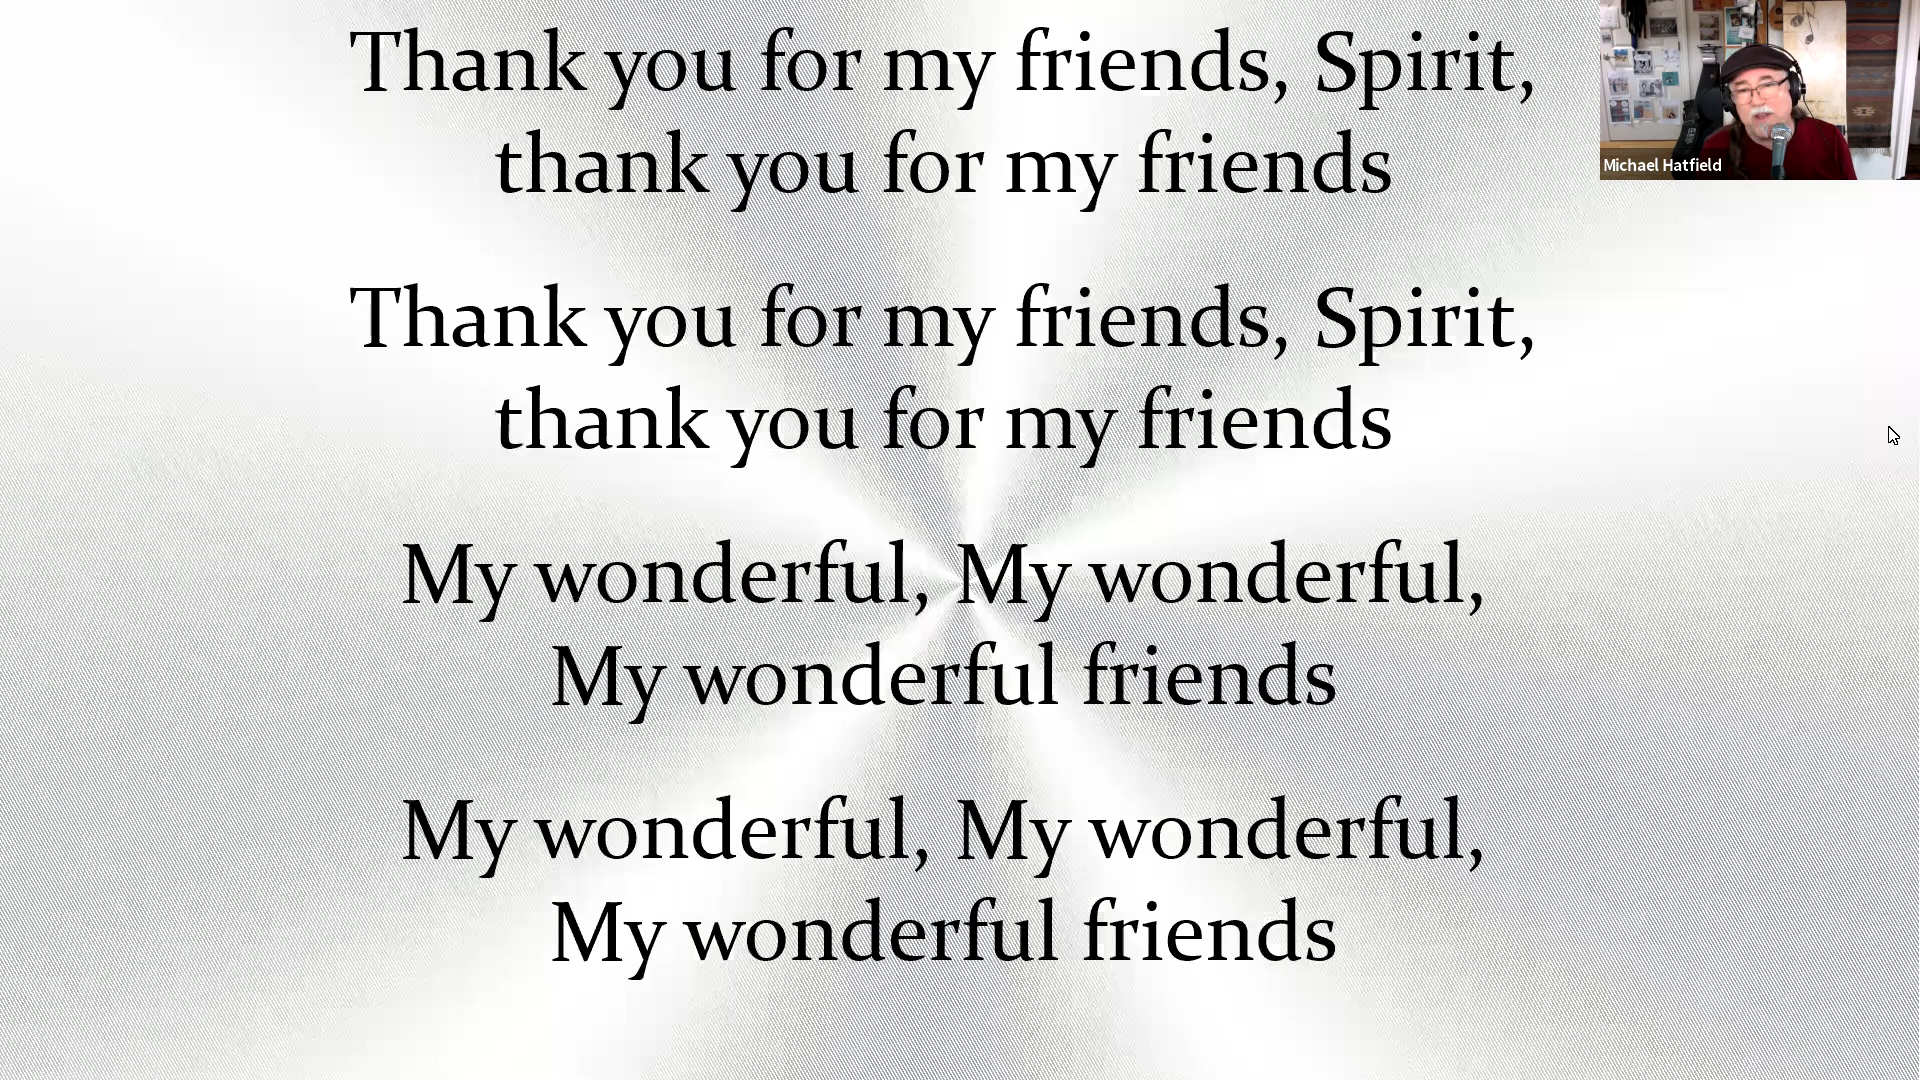 Thank you for my friends, Spirit,
thank you for my friends
Thank you for my friends, Spirit,
thank you for my friends
My wonderful, My wonderful,
My wonderful friends
My wonderful, My wonderful,
My wonderful friends
Michael Hatfield